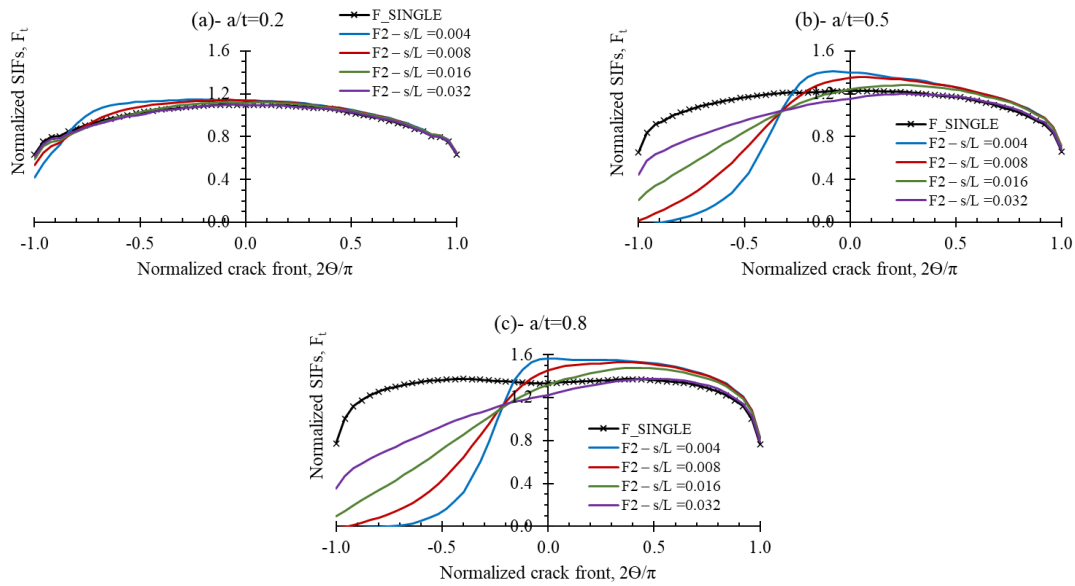 (a)- a/t=0.2
Normalized SIFs, Fₜ
1.6
1.2
0.8
0.4
0.0
-1.0 -0.5 0.0 0.5 1.0
Normalized crack front, 2Θ/π
F_SINGLE
F2 – s/L =0.004
F2 – s/L =0.008
F2 – s/L =0.016
F2 – s/L =0.032
(b)- a/t=0.5
Normalized SIFs, Fₜ
1.6
1.2
0.8
0.4
0.0
-1.0 -0.5 0.0 0.5 1.0
Normalized crack front, 2Θ/π
F_SINGLE
F2 – s/L =0.004
F2 – s/L =0.008
F2 – s/L =0.016
F2 – s/L =0.032
(c)- a/t=0.8
Normalized SIFs, Fₜ
1.6
1.2
0.8
0.4
0.0
-1.0 -0.5 0.0 0.5 1.0
Normalized crack front, 2Θ/π
F_SINGLE
F2 – s/L =0.004
F2 – s/L =0.008
F2 – s/L =0.016
F2 – s/L =0.032